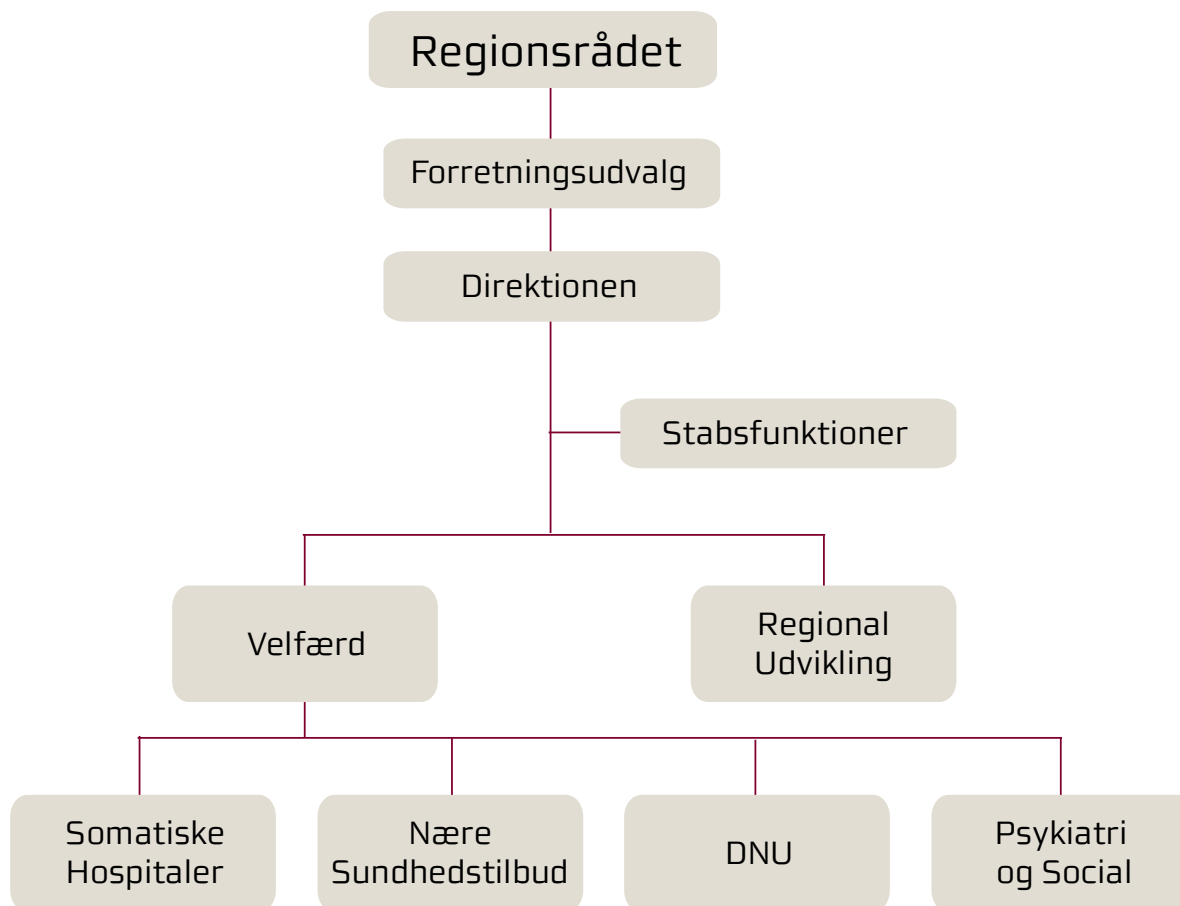 Regionsrådet
Forretningsudvalg
Direktionen
Stabsfunktioner
Velfærd
Regional
Udvikling
Somatiske
Hospitaler
Nære
Sundhedstilbud
DNU
Psykiatri
og Social